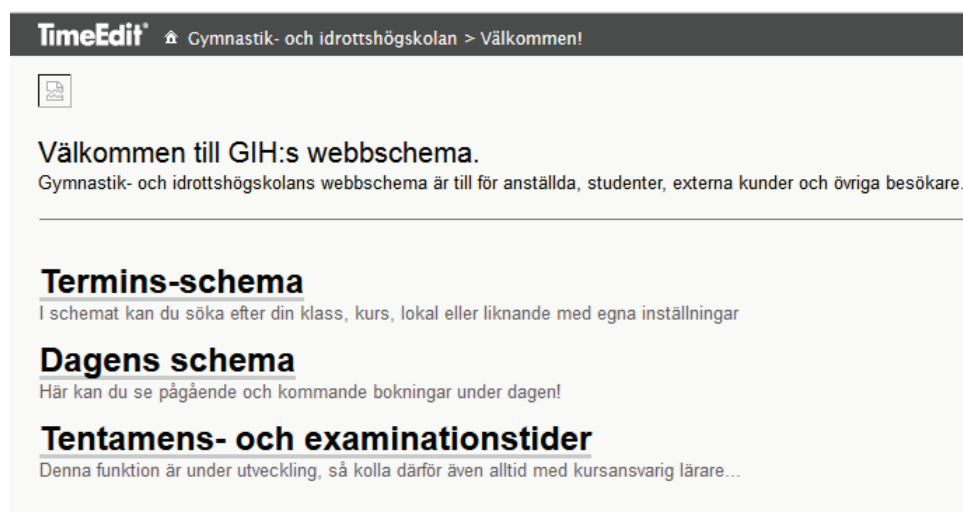 TimeEdit® Gymnastik- och idrottshögskolan > Välkommen!
Välkommen till GIH:s webbschema.
Gymnastik- och idrottshögskolans webbschema är till för anställda, studenter, externa kunder och övriga besökare.
Termins-schema
I schemat kan du söka efter din klass, kurs, lokal eller liknande med egna inställningar
Dagens schema
Här kan du se pågående och kommande bokningar under dagen!
Tentamens- och examinationstider
Denna funktion är under utveckling, så kolla därför även alltid med kursansvarig lärare...